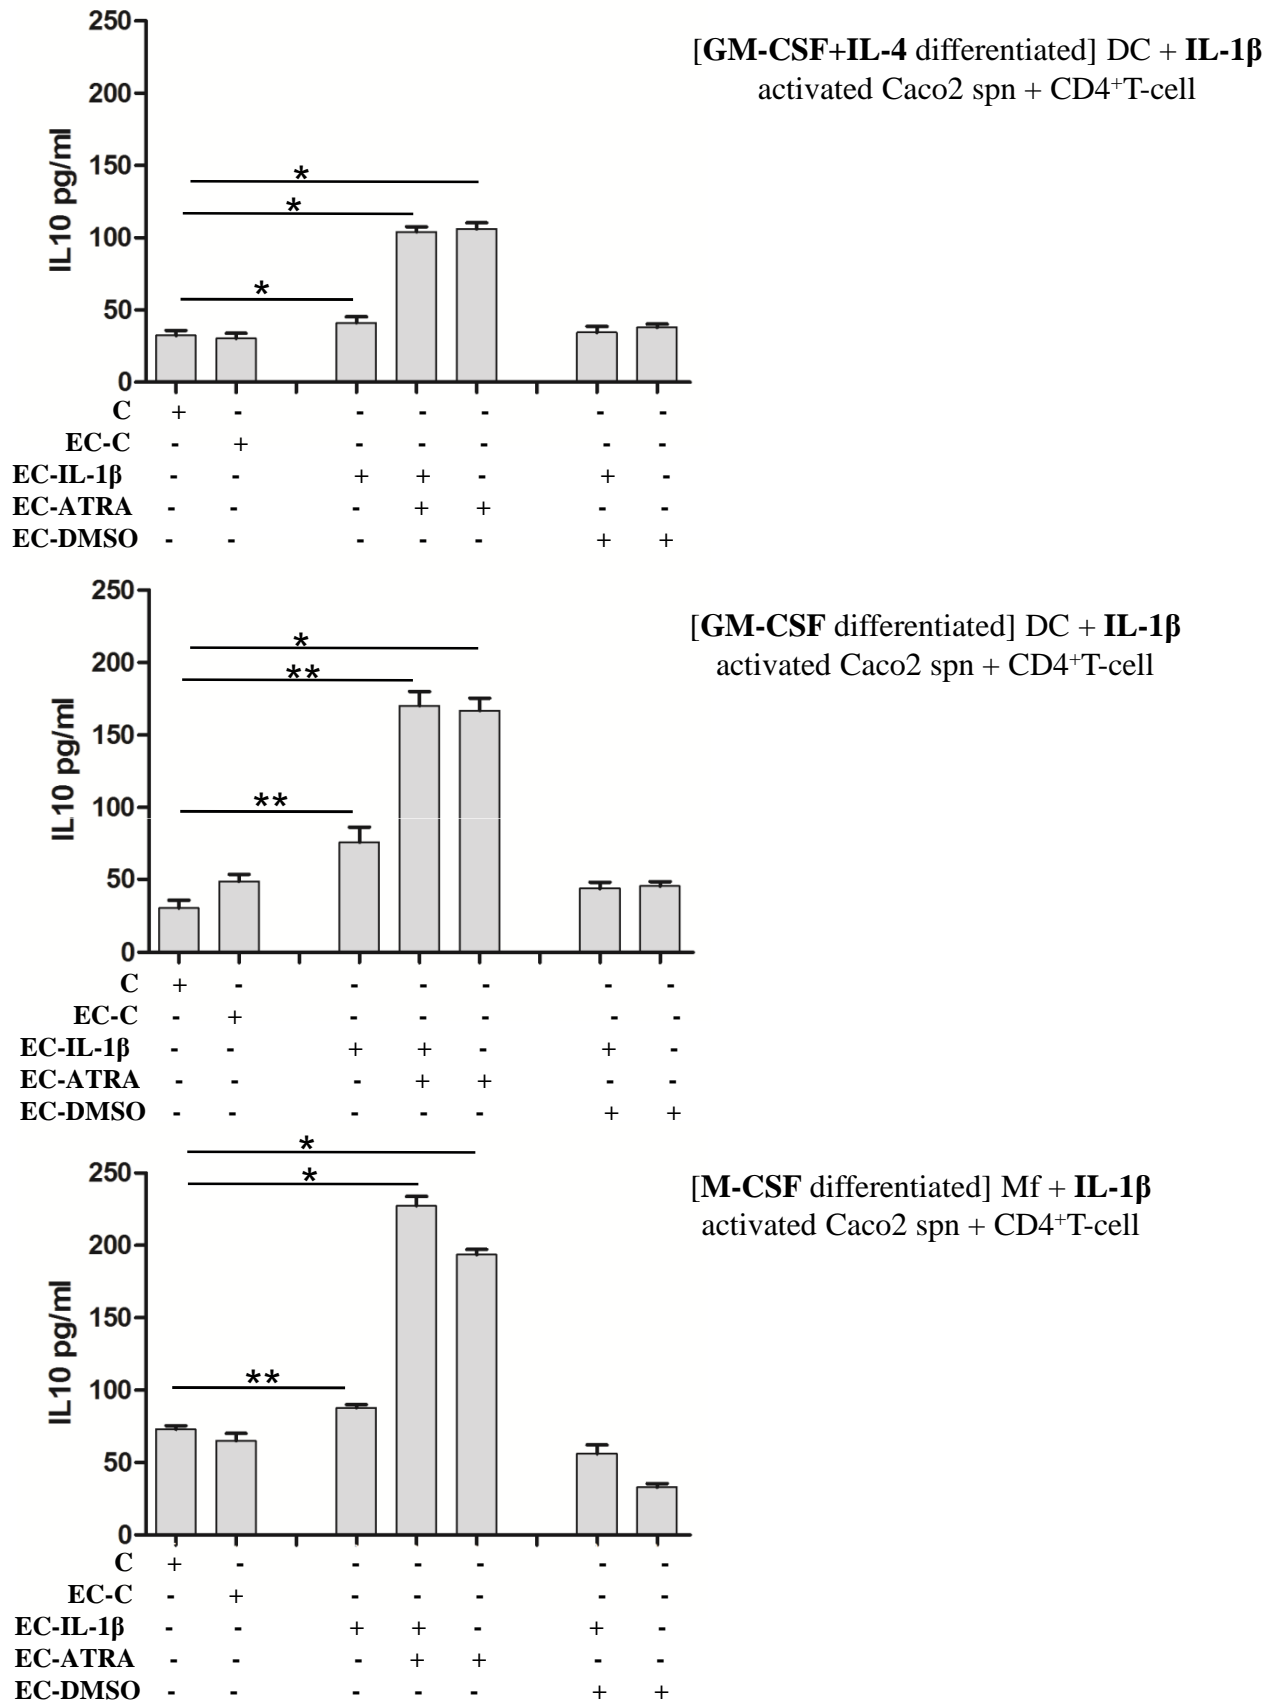 [GM-CSF+IL-4 differentiated] DC + IL-1β
activated Caco2 spn + CD4⁺T-cell
IL10 pg/ml
250
200
150
100
50
0
*
*
*
C + - - - - - -
EC-C - + - - - - -
EC-IL-1β - - + + - + -
EC-ATRA - - - + + - -
EC-DMSO - - - - - + +
[GM-CSF differentiated] DC + IL-1β
activated Caco2 spn + CD4⁺T-cell
IL10 pg/ml
250
200
150
100
50
0
*
**
**
C + - - - - - -
EC-C - + - - - - -
EC-IL-1β - - + + - + -
EC-ATRA - - - + + - -
EC-DMSO - - - - - + +
[M-CSF differentiated] Mf + IL-1β
activated Caco2 spn + CD4⁺T-cell
IL10 pg/ml
250
200
150
100
50
0
*
*
**
C + - - - - - -
EC-C - + - - - - -
EC-IL-1β - - + + - + -
EC-ATRA - - - + + - -
EC-DMSO - - - - - + +